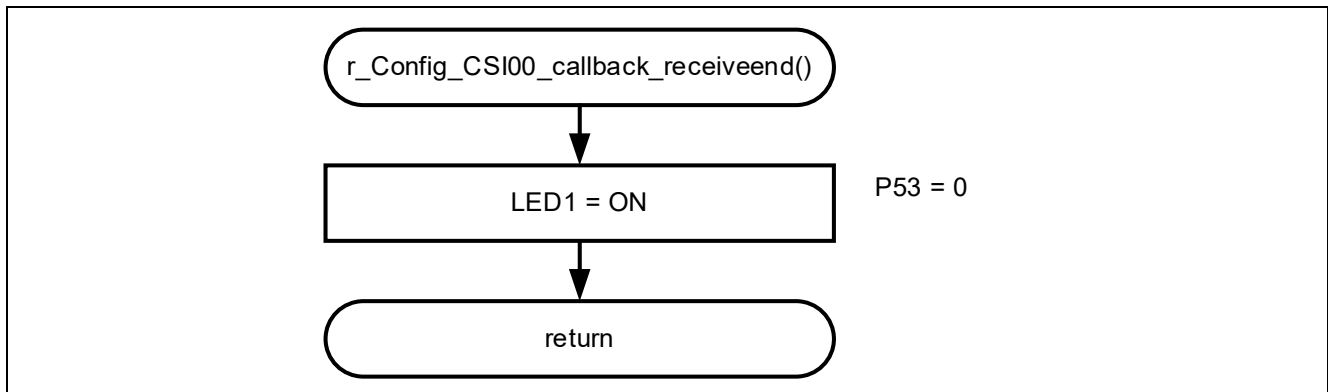 r_Config_CSI00_callback_receiveend()
LED1 = ON
P53 = 0
return